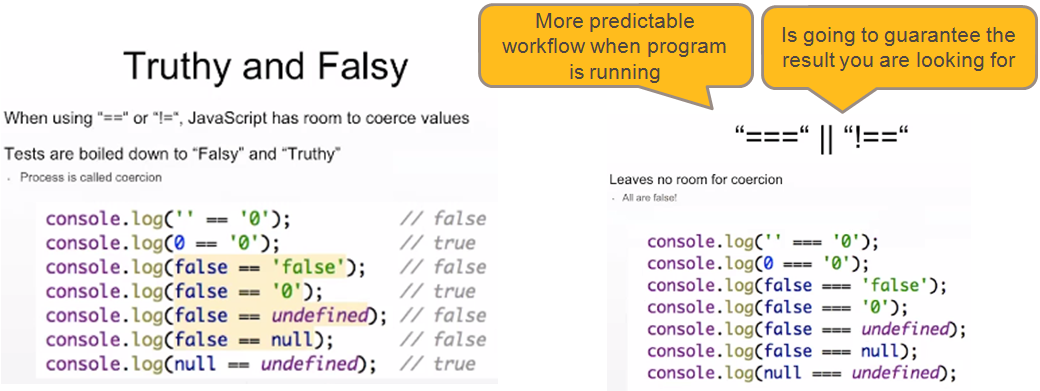 Truthy and Falsy
When using "==" or "!=", JavaScript has room to coerce values
Tests are boiled down to "Falsy" and "Truthy"
- Process is called coercion
console.log('' == '0'); // false
console.log(0 == '0'); // true
console.log(false == 'false'); // false
console.log(false == '0'); // true
console.log(false == undefined); // false
console.log(false == null); // false
console.log(null == undefined); // true
More predictable
workflow when program
is running
Is going to guarantee the
result you are looking for
"===" || "!=="
Leaves no room for coercion
- All are false!
console.log('' === '0');
console.log(0 === '0');
console.log(false === 'false');
console.log(false === '0');
console.log(false === undefined);
console.log(false === null);
console.log(null === undefined);